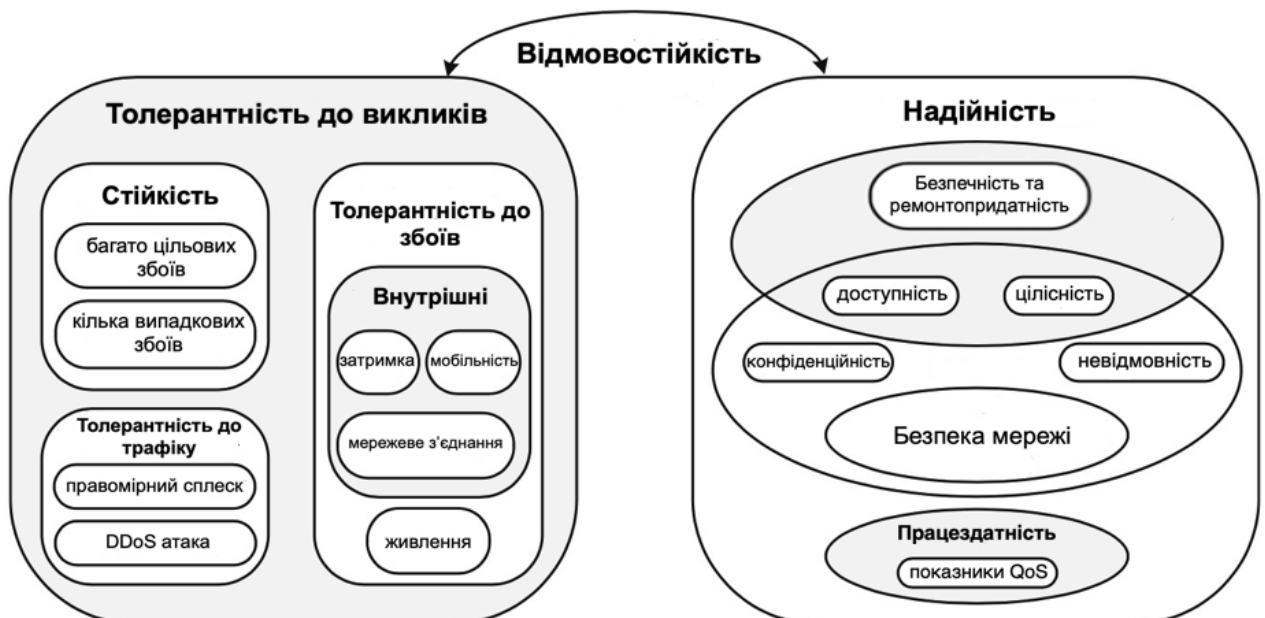 Відмовостійкість
Толерантність до викликів
Стійкість
багато цільових
збоїв
кілька випадкових
збоїв
Толерантність до
трафіку
правомірний сплеск
DDoS атака
Толерантність до
збоїв
Внутрішні
затримка
мобільність
мережеве з’єднання
живлення
Надійність
Безпечність та
ремонтопридатність
доступність
цілісність
конфіденційність
невідмовність
Безпека мережі
Працездатність
показники QoS